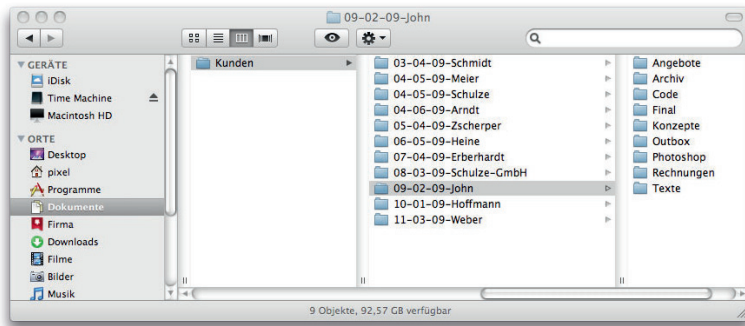 09-02-09-John
GERÄTE
iDisk
Time Machine
Macintosh HD
ORTE
Desktop
pixel
Programme
Dokumente
Firma
Downloads
Filme
Bilder
Musik
Kunden
03-04-09-Schmidt
04-05-09-Meier
04-05-09-Schulze
04-06-09-Arndt
05-04-09-Zscherper
06-05-09-Heine
07-04-09-Erberhardt
08-03-09-Schulze-GmbH
09-02-09-John
10-01-09-Hoffmann
11-03-09-Weber
Angebote
Archiv
Code
Final
Konzepte
Outbox
Photoshop
Rechnungen
Texte
9 Objekte, 92,57 GB verfügbar